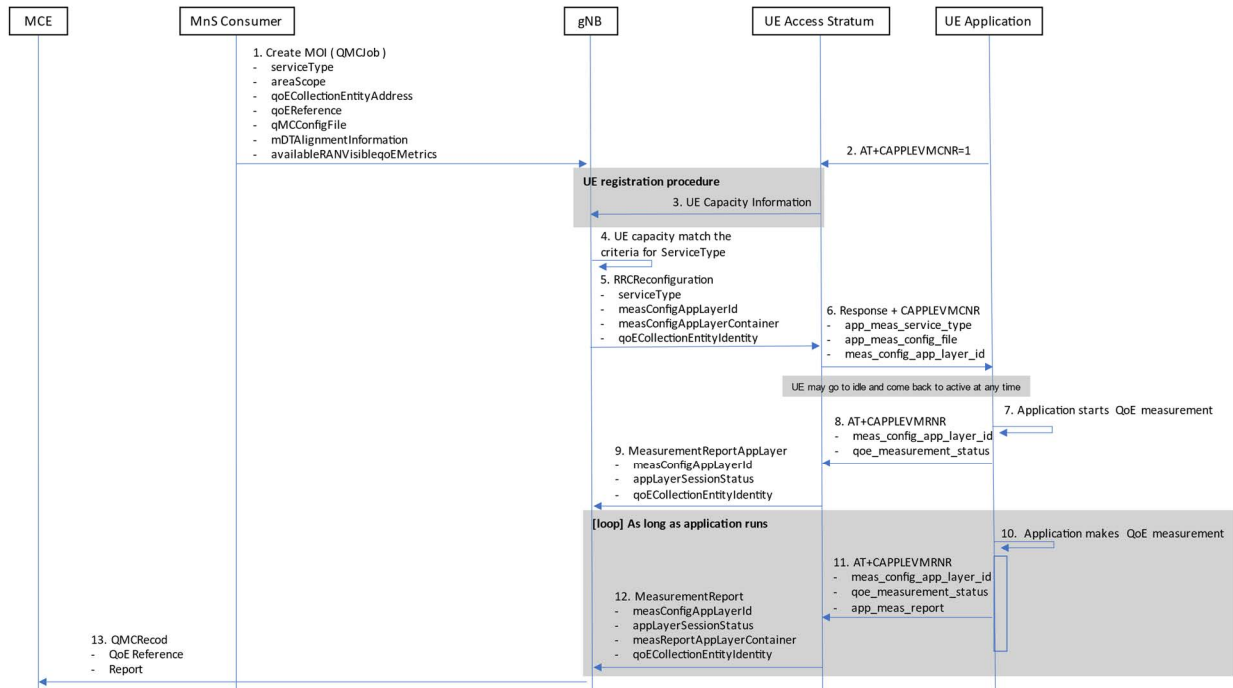 MCE
MnS Consumer
gNB
UE Access Stratum
UE Application
1. Create MOI ( QMCJob )
- serviceType
- areaScope
- qoECollectionEntityAddress
- qoEReference
- qMCConfigFile
- mDTAlignmentInformation
- availableRANVisibleqoEMetrics
2. AT+CAPPLEVMCNR=1
UE registration procedure
3. UE Capacity Information
4. UE capacity match the
criteria for ServiceType
5. RRCReconfiguration
- serviceType
- measConfigAppLayerId
- measConfigAppLayerContainer
- qoECollectionEntityIdentity
6. Response + CAPPLEVMCNR
- app_meas_service_type
- app_meas_config_file
- meas_config_app_layer_id
UE may go to idle and come back to active at any time
7. Application starts QoE measurement
8. AT+CAPPLEVMRNR
- meas_config_app_layer_id
- qoe_measurement_status
9. MeasurementReportAppLayer
- measConfigAppLayerId
- appLayerSessionStatus
- qoECollectionEntityIdentity
[loop] As long as application runs
10. Application makes QoE measurement
11. AT+CAPPLEVMRNR
- meas_config_app_layer_id
- qoe_measurement_status
- app_meas_report
12. MeasurementReport
- measConfigAppLayerId
- appLayerSessionStatus
- measReportAppLayerContainer
- qoECollectionEntityIdentity
13. QMCRecod
- QoEReference
- Report